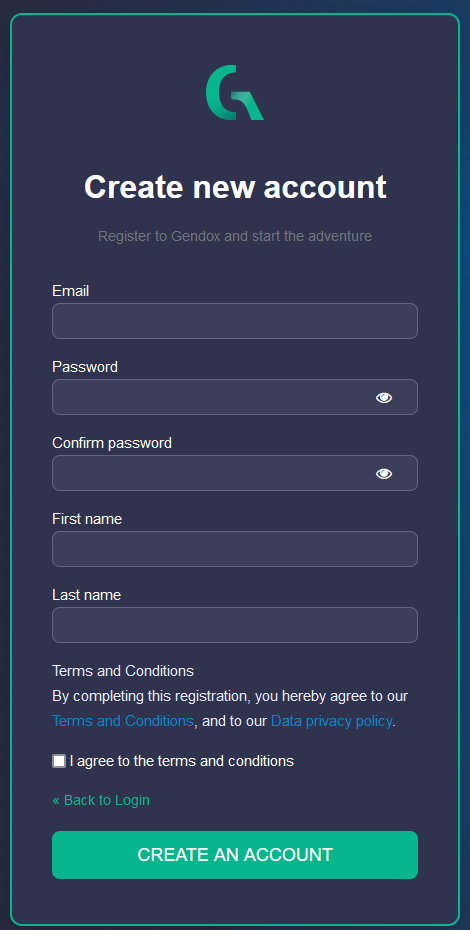 Create new account
Register to Gendox and start the adventure
Email
Password
Confirm password
First name
Last name
Terms and Conditions
By completing this registration, you hereby agree to our
Terms and Conditions, and to our Data privacy policy.
I agree to the terms and conditions
« Back to Login
CREATE AN ACCOUNT